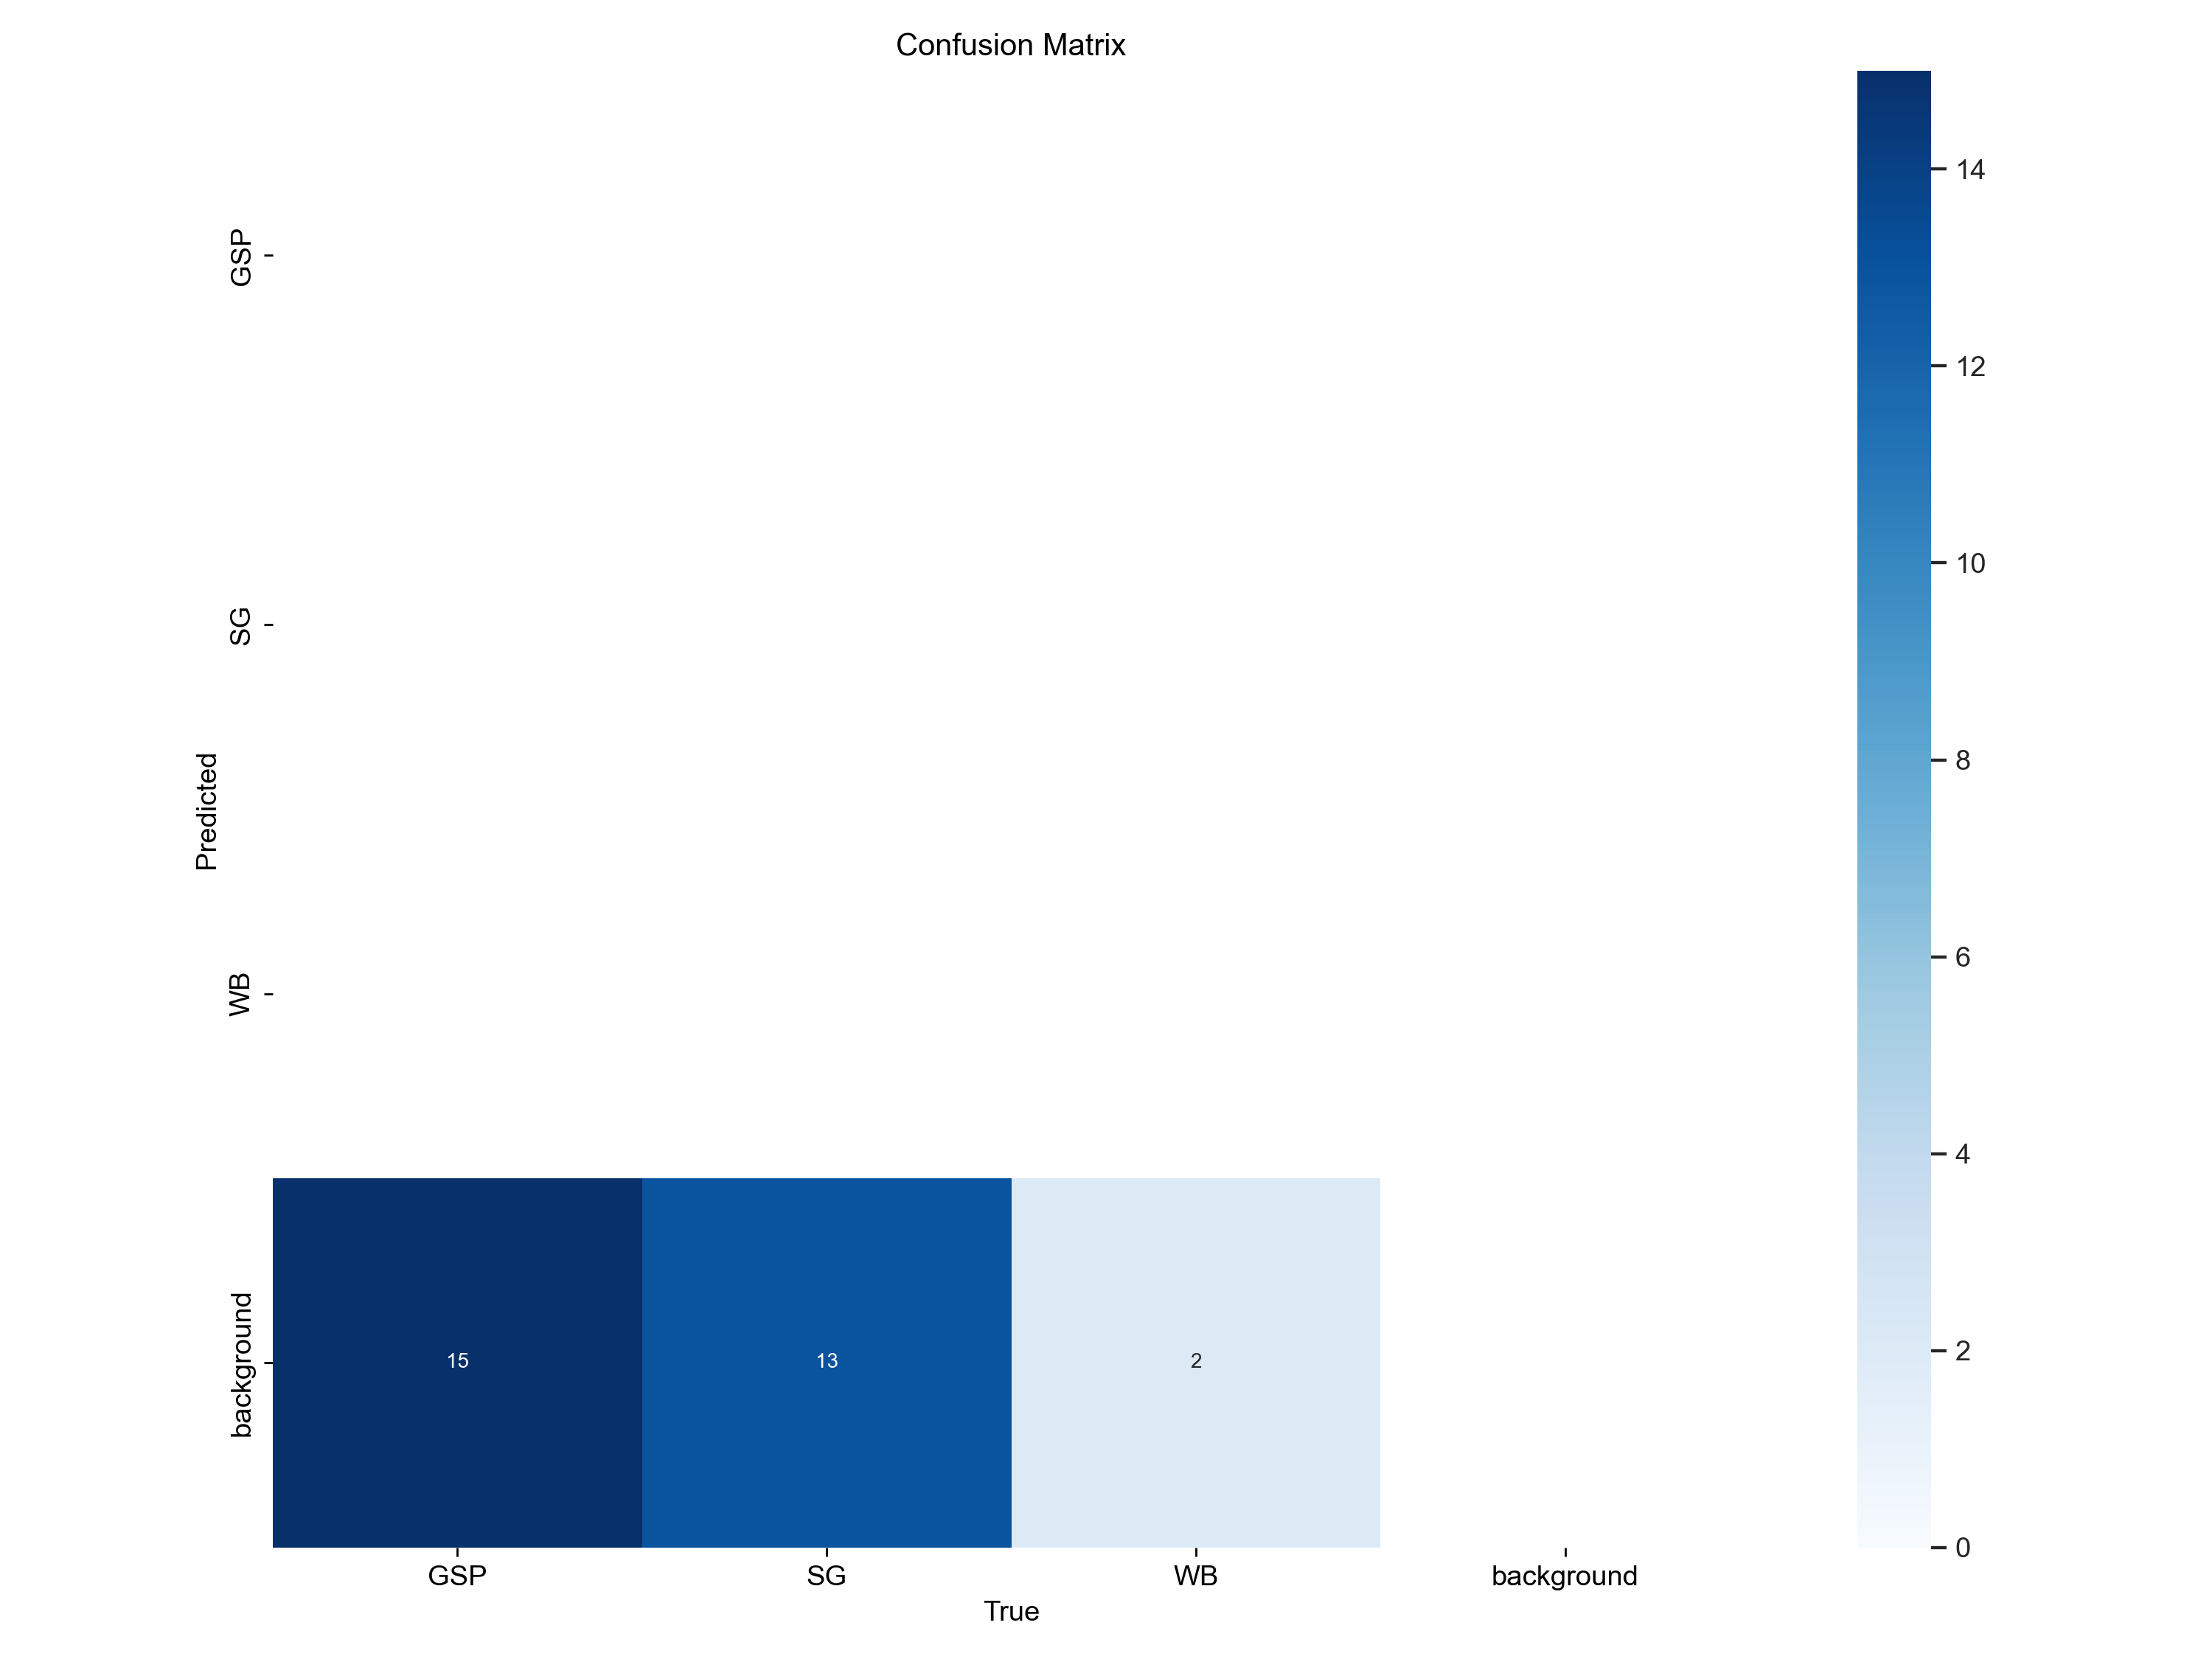 Confusion Matrix
GSP
SG
WB
background
Predicted
15
13
2
GSP
SG
WB
background
True
14
12
10
8
6
4
2
0